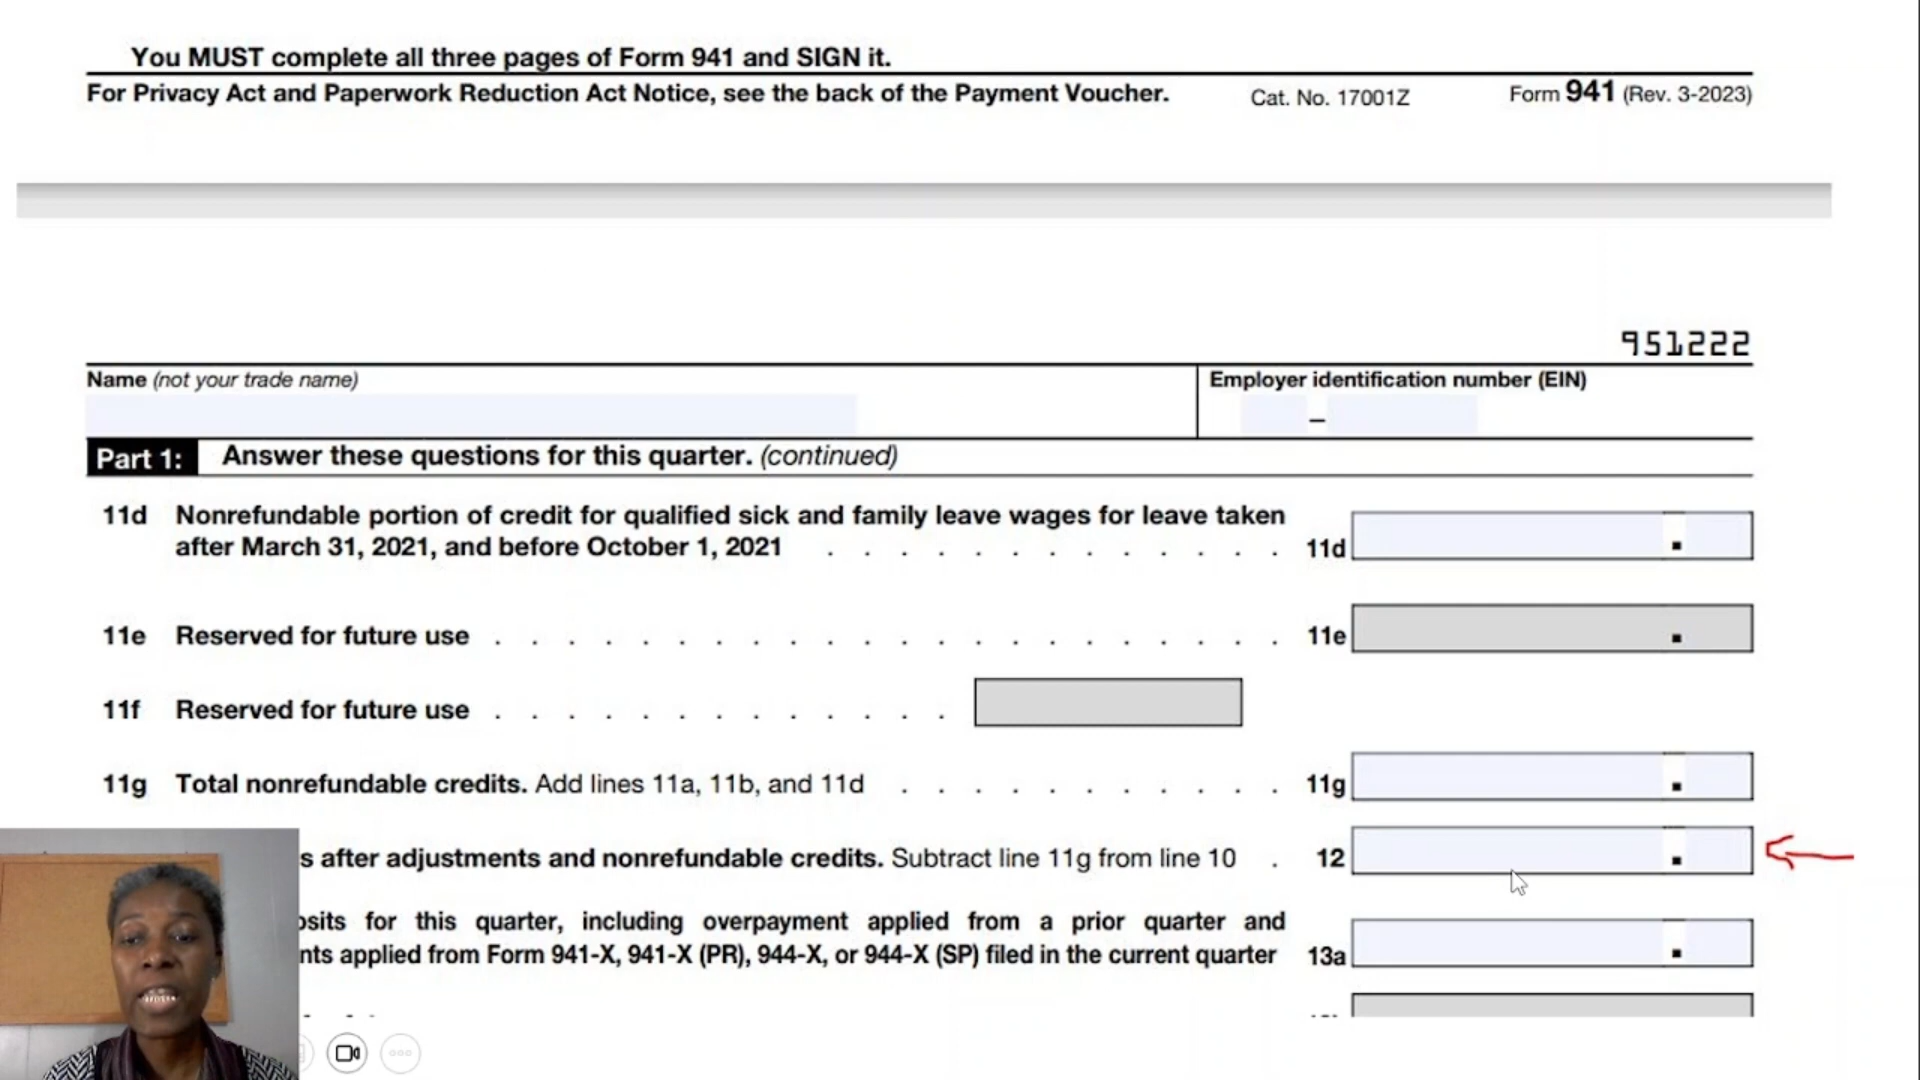 You MUST complete all three pages of Form 941 and SIGN it.
For Privacy Act and Paperwork Reduction Act Notice, see the back of the Payment Voucher. Cat. No. 17001Z Form 941 (Rev. 3-2023)
951222
Name (not your trade name) Employer identification number (EIN)
–
Part 1: Answer these questions for this quarter. (continued)
11d Nonrefundable portion of credit for qualified sick and family leave wages for leave taken
after March 31, 2021, and before October 1, 2021 . . . . . . . . . . . . . 11d .
11e Reserved for future use . . . . . . . . . . . . . . . . . . . . . . 11e .
11f Reserved for future use . . . . . . . . . . . . .
11g Total nonrefundable credits. Add lines 11a, 11b, and 11d . . . . . . . . . . . 11g .
s after adjustments and nonrefundable credits. Subtract line 11g from line 10 . 12 .
osits for this quarter, including overpayment applied from a prior quarter and
nts applied from Form 941-X, 941-X (PR), 944-X, or 944-X (SP) filed in the current quarter 13a .